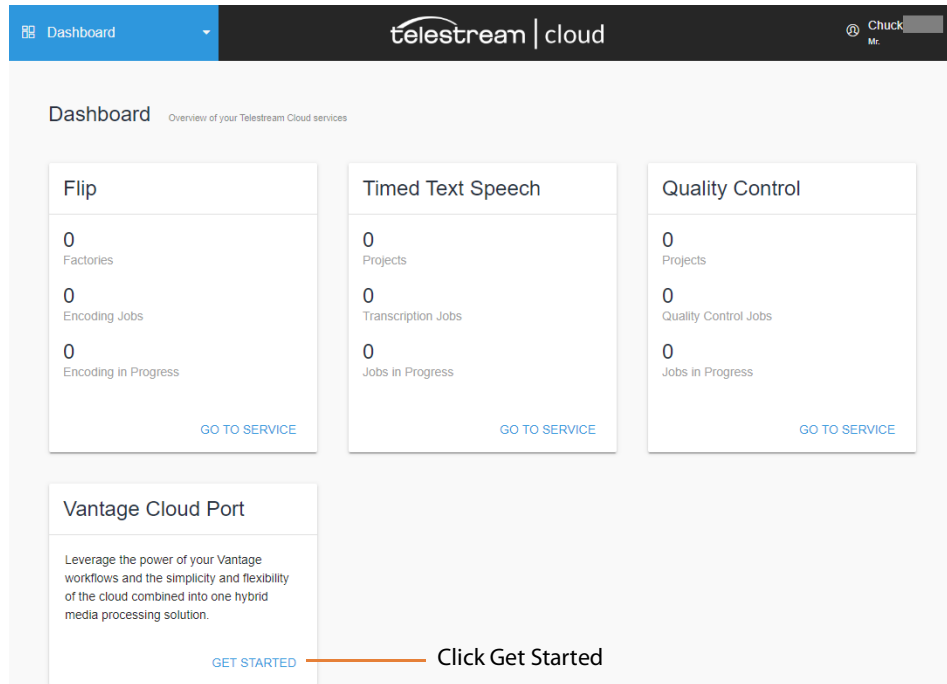 Dashboard
telestream | cloud
Chuck
Mr.
Dashboard Overview of your Telestream Cloud services
Flip
0
Factories
0
Encoding Jobs
0
Encoding in Progress
GO TO SERVICE
Timed Text Speech
0
Projects
0
Transcription Jobs
0
Jobs in Progress
GO TO SERVICE
Quality Control
0
Projects
0
Quality Control Jobs
0
Jobs in Progress
GO TO SERVICE
Vantage Cloud Port
Leverage the power of your Vantage
workflows and the simplicity and flexibility
of the cloud combined into one hybrid
media processing solution.
GET STARTED
Click Get Started